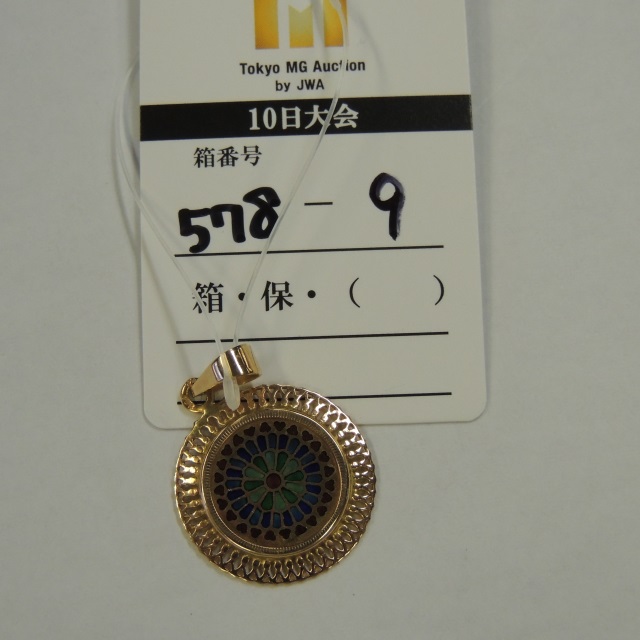 Tokyo MG Auction
by JWA
10日大会
箱番号
578 - 9
箱・保・(　　)